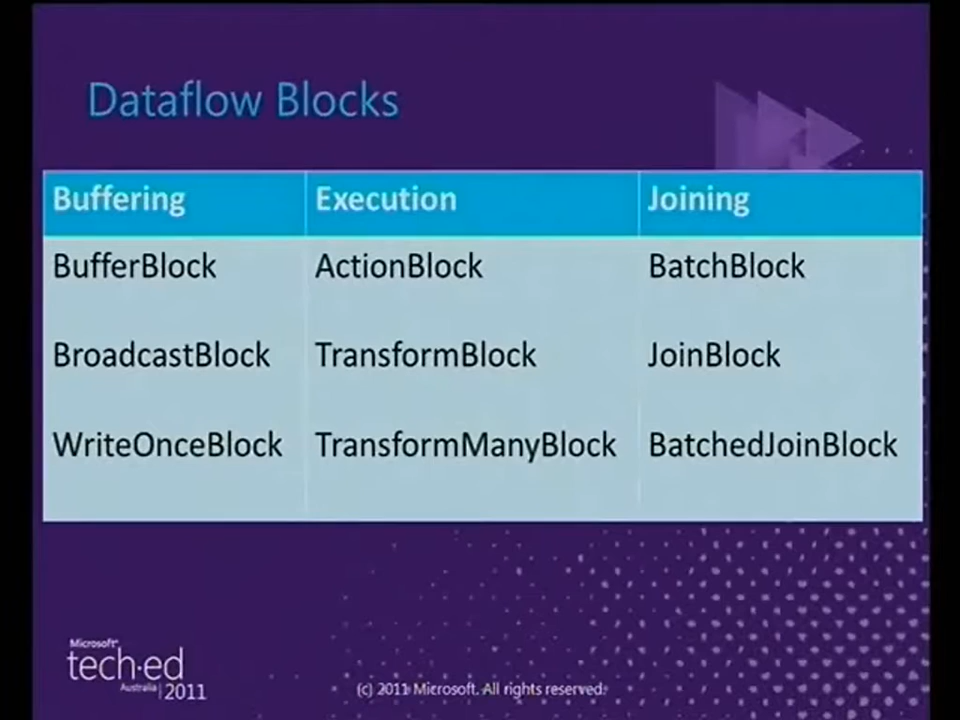 Dataflow Blocks
Buffering Execution Joining
BufferBlock ActionBlock BatchBlock
BroadcastBlock TransformBlock JoinBlock
WriteOnceBlock TransformManyBlock BatchedJoinBlock
Microsoft
tech·ed
Australia | 2011
(c) 2011 Microsoft. All rights reserved.